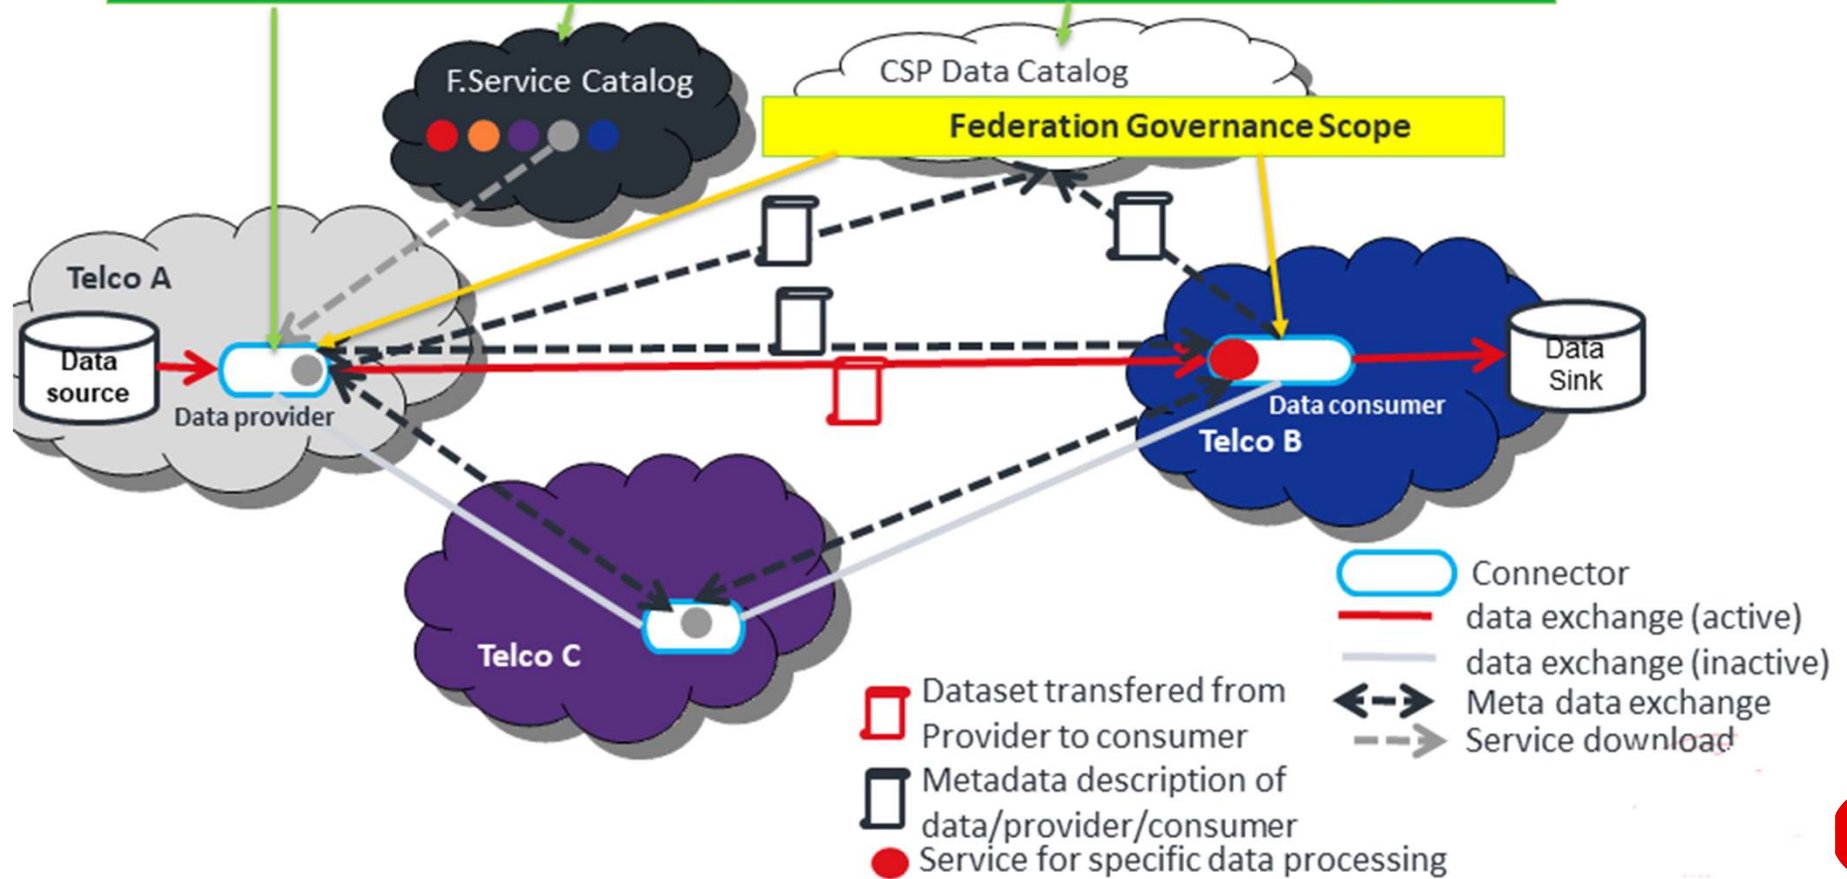 F.Service Catalog
CSP Data Catalog
Federation Governance Scope
Telco A
Data
source
Data provider
Data
Sink
Data consumer
Telco B
Telco C
Connector
data exchange (active)
data exchange (inactive)
Meta data exchange
Service download
Dataset transfered from
Provider to consumer
Metadata description of
data/provider/consumer
Service for specific data processing